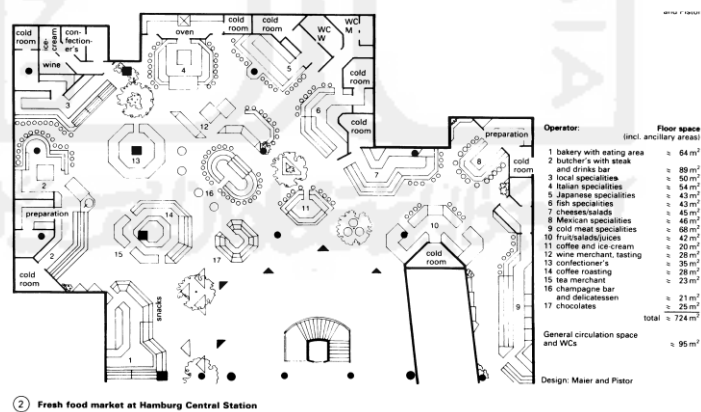 and Pistor
cold
room
ice-
cream
con-
fection-
er's
wine
oven
cold
room
cold
room
WC
W
WC
M
cold
room
cold
room
preparation
cold
room
preparation
cold
room
cold
room
snacks
1
2
2
3
4
5
6
7
8
9
10
11
12
13
14
15
16
17
Operator:
Floor space
(incl. ancillary areas)
1 bakery with eating area ≈ 64 m²
2 butcher's with steak
and drinks bar ≈ 89 m²
3 local specialities ≈ 50 m²
4 Italian specialities ≈ 54 m²
5 Japanese specialities ≈ 43 m²
6 fish specialities ≈ 43 m²
7 cheeses/salads ≈ 45 m²
8 Mexican specialities ≈ 46 m²
9 cold meat specialities ≈ 68 m²
10 fruit/salads/juices ≈ 42 m²
11 coffee and ice-cream ≈ 20 m²
12 wine merchant, tasting ≈ 28 m²
13 confectioner's ≈ 35 m²
14 coffee roasting ≈ 28 m²
15 tea merchant ≈ 23 m²
16 champagne bar
and delicatessen ≈ 21 m²
17 chocolates ≈ 25 m²
total ≈ 724 m²
General circulation space
and WCs ≈ 95 m²
Design: Maier and Pistor
2 Fresh food market at Hamburg Central Station